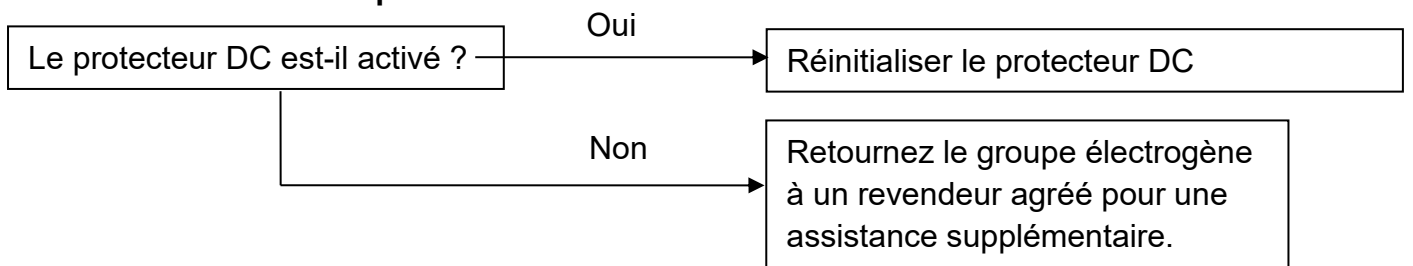 Oui
Le protecteur DC est-il activé ?
Réinitialiser le protecteur DC
Non
Retournez le groupe électrogène
à un revendeur agréé pour une
assistance supplémentaire.